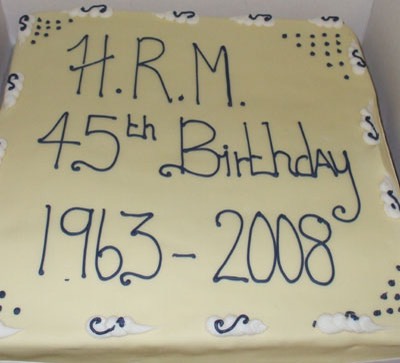 H.R.M.
45th Birthday
1963-2008